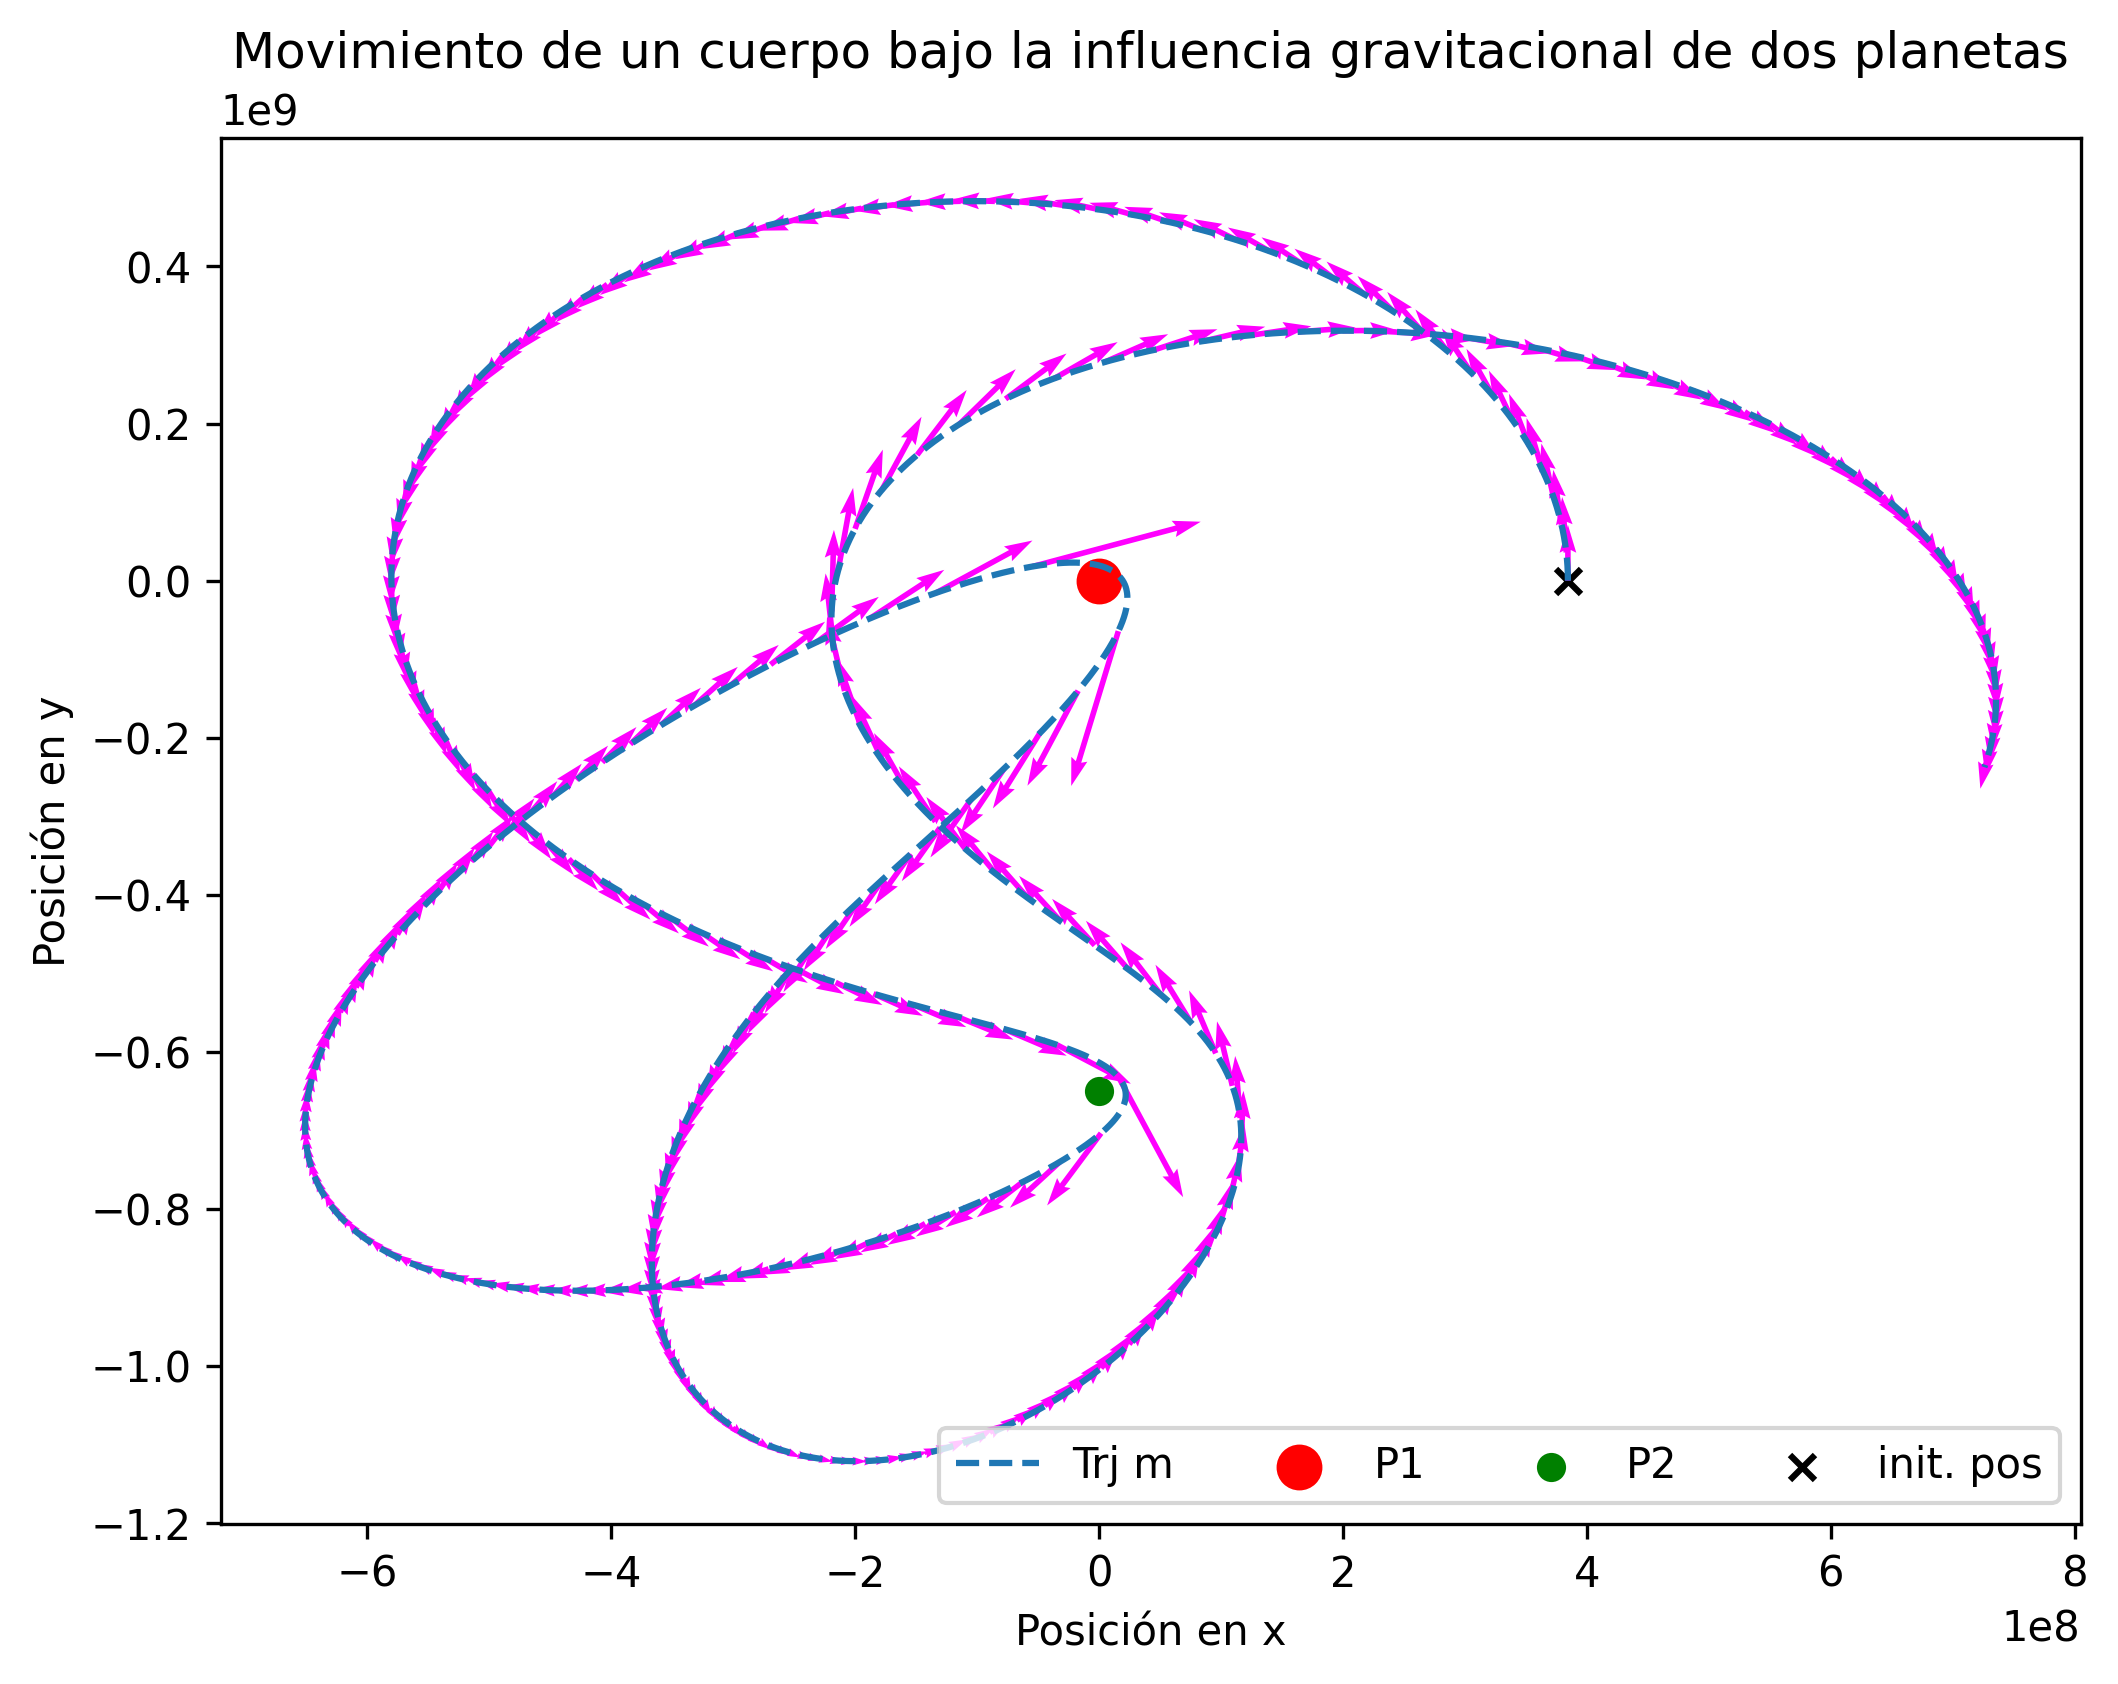 Movimiento de un cuerpo bajo la influencia gravitacional de dos planetas
1e9
0.4
0.2
0.0
−0.2
−0.4
−0.6
−0.8
−1.0
−1.2
Posición en y
Trj m P1 P2 init. pos
−6 −4 −2 0 2 4 6 8
1e8
Posición en x